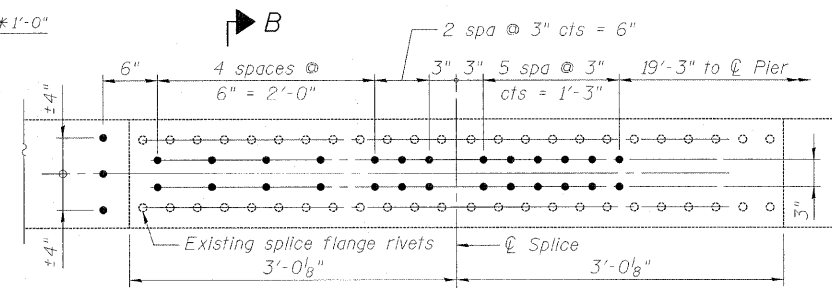 *1'-0"
B
2 spa @ 3" cts = 6"
6"
4 spaces @
6" = 2'-0"
3" 3"
5 spa @ 3"
cts = 1'-3"
19'-3" to ℄ Pier
±4"
±4"
3"
Existing splice flange rivets
℄ Splice
3'-0⅛"
3'-0⅛"